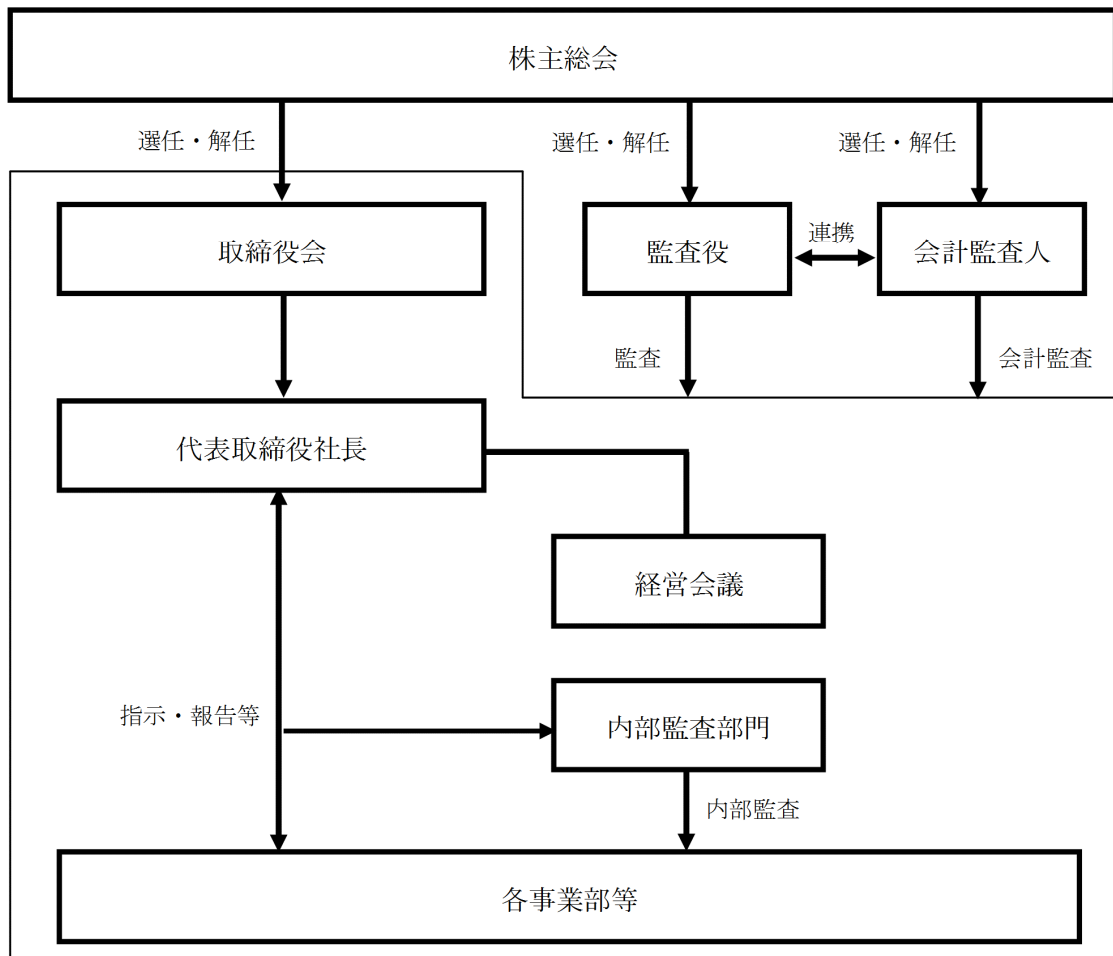 株主総会
選任・解任
選任・解任
選任・解任
取締役会
監査役
連携
会計監査人
監査
会計監査
代表取締役社長
経営会議
指示・報告等
内部監査部門
内部監査
各事業部等